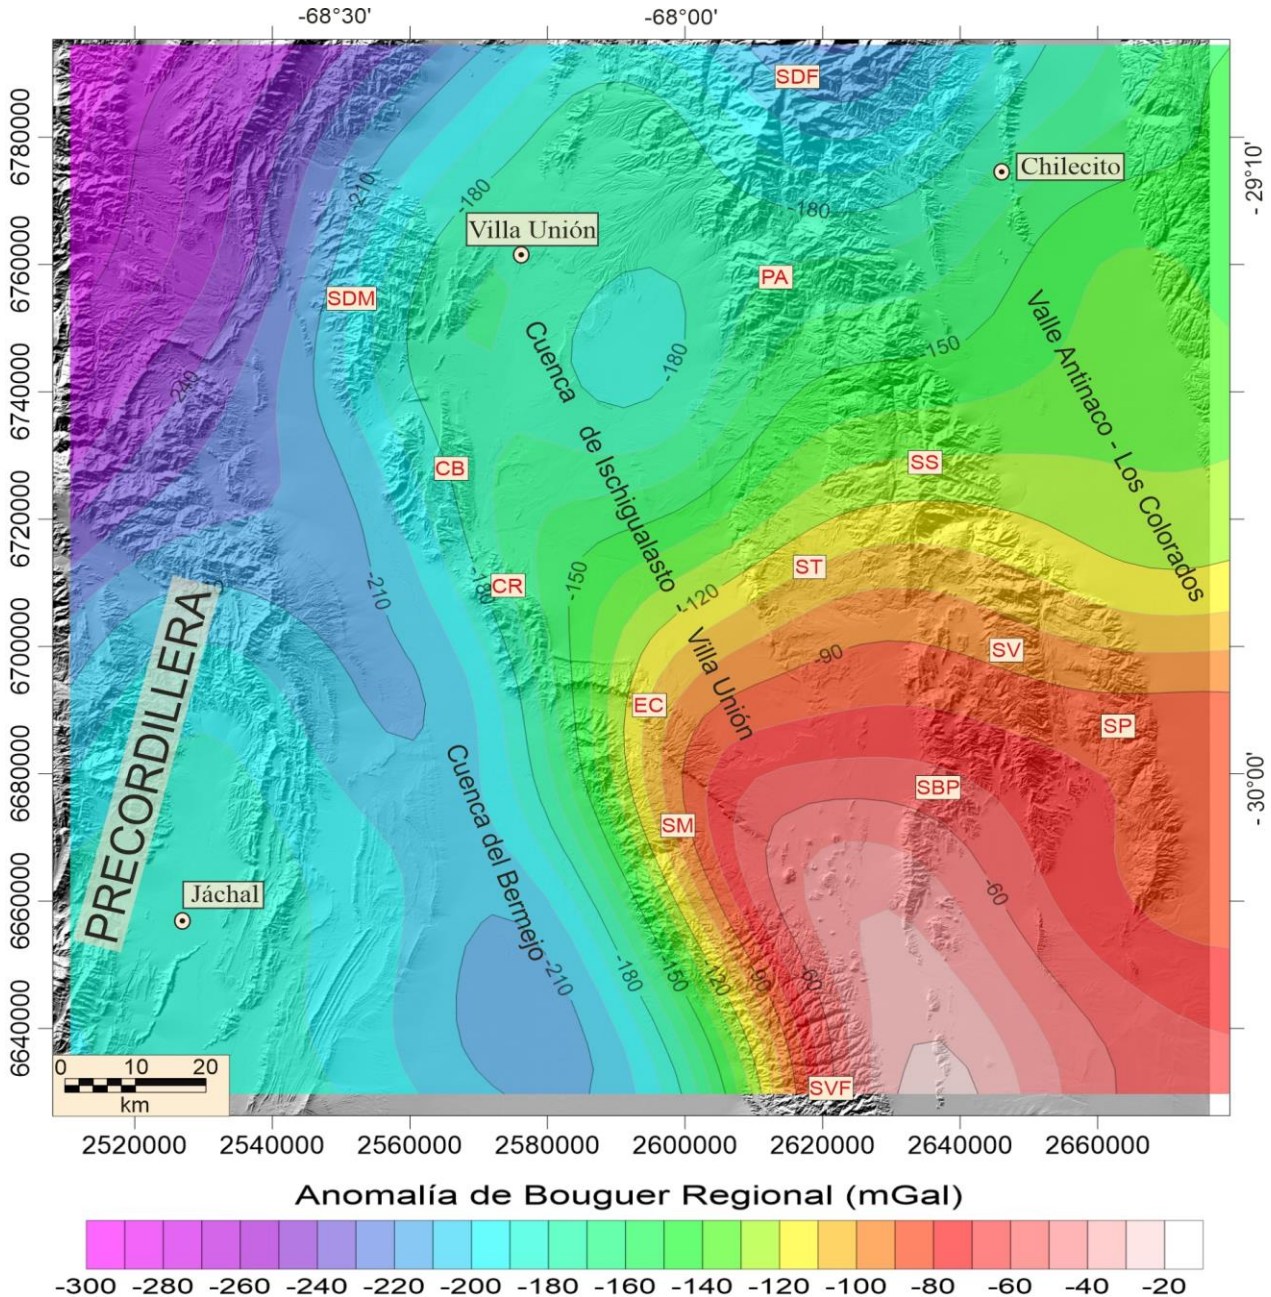 -68°30'
-68°00'
SDF
6780000
- 29°10'
Chilecito
-210
-180
-180
Villa Unión
6760000
PA
SDM
Cuenca
de Ischigualasto
Villa Unión
Valle Antinaco - Los Colorados
-180
-150
240
6740000
CB
SS
6720000
-150
ST
CR
-180
-210
-120
6700000
-90
SV
PRECORDILLERA
EC
SP
6680000
SBP
- 30°00'
SM
Cuenca del Bermejo
-60
Jáchal
6660000
-210
-180
-150
-120
-90
-60
6640000
0 10 20
km
SVF
2520000 2540000 2560000 2580000 2600000 2620000 2640000 2660000
Anomalía de Bouguer Regional (mGal)
-300 -280 -260 -240 -220 -200 -180 -160 -140 -120 -100 -80 -60 -40 -20